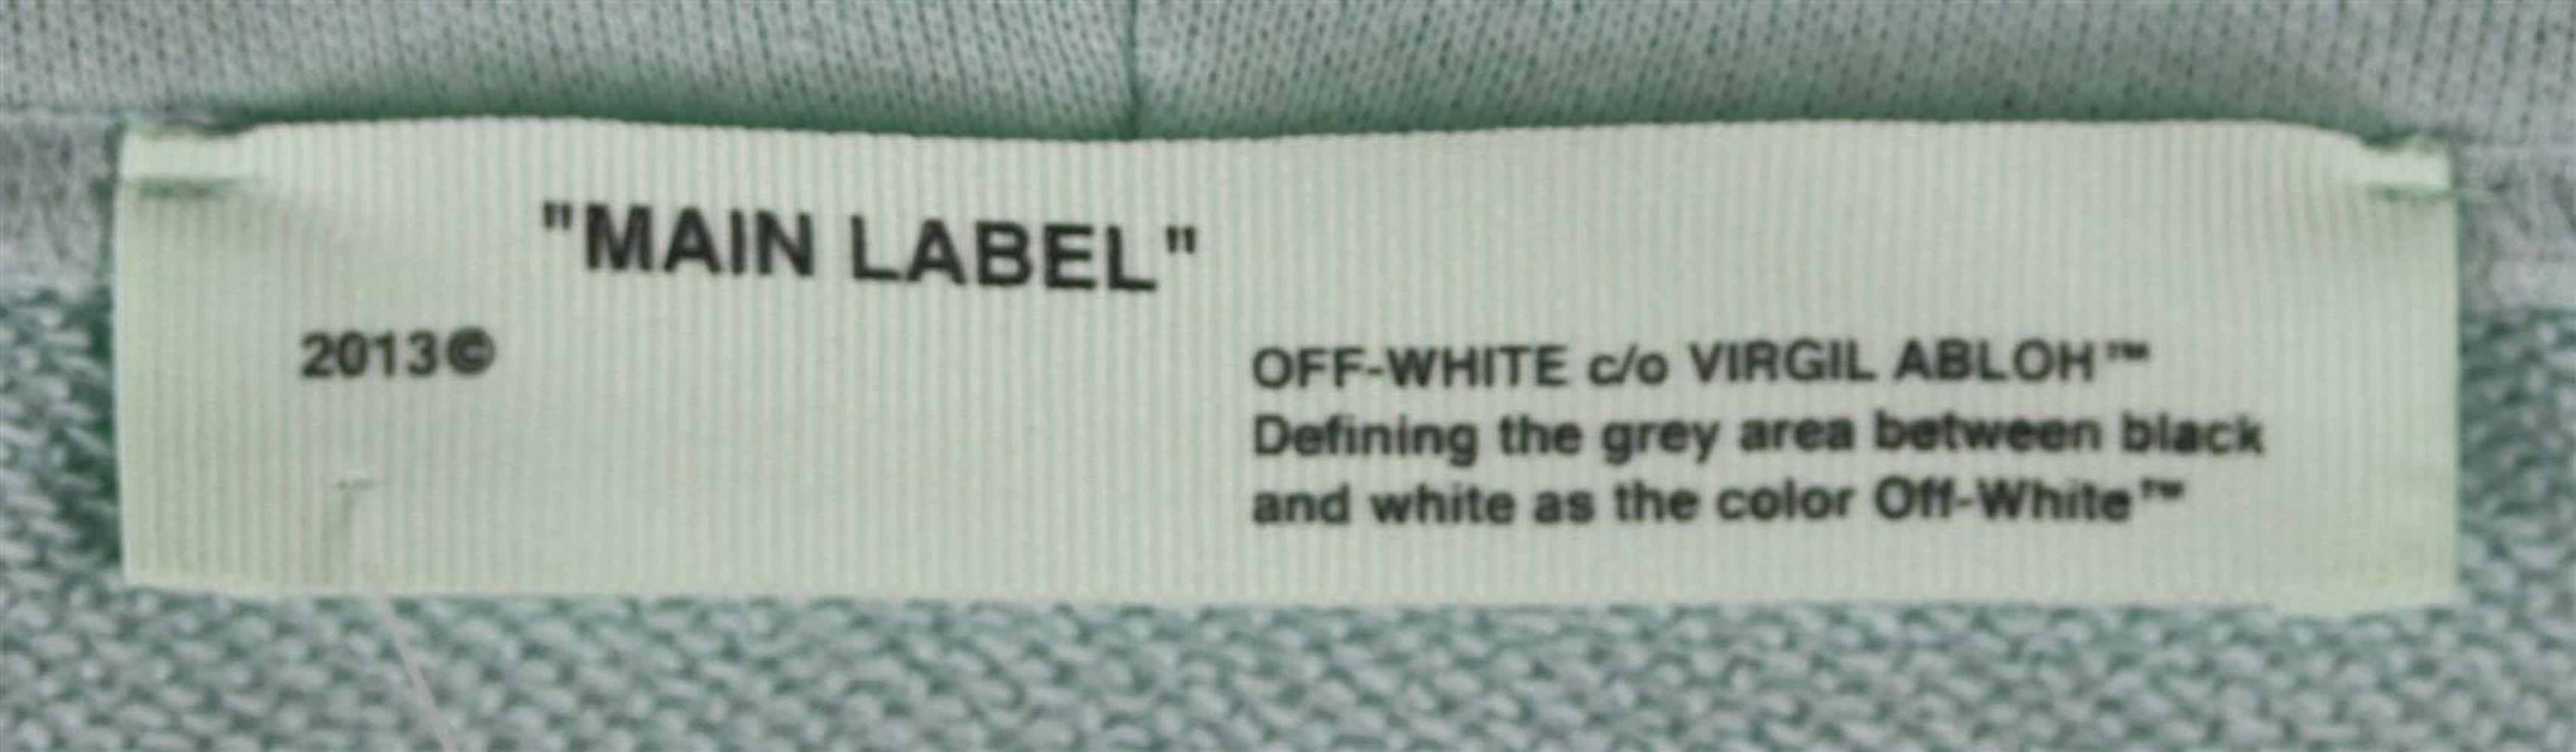 "MAIN LABEL"
2013©
OFF-WHITE c/o VIRGIL ABLOH™
Defining the grey area between black
and white as the color Off-White™